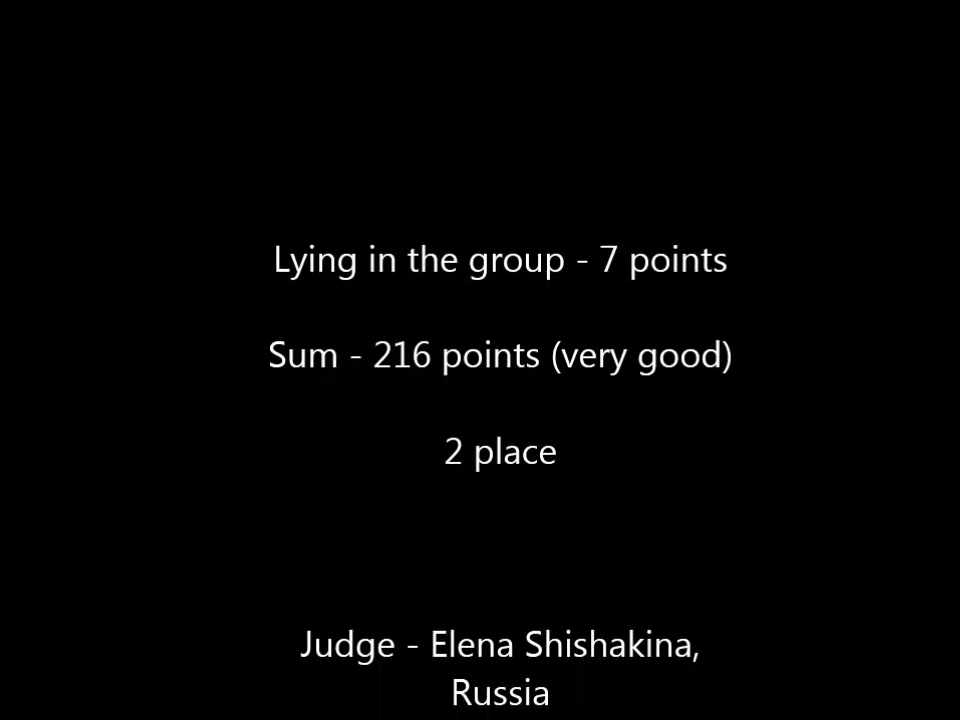 Lying in the group - 7 points
Sum - 216 points (very good)
2 place
Judge - Elena Shishakina,
Russia